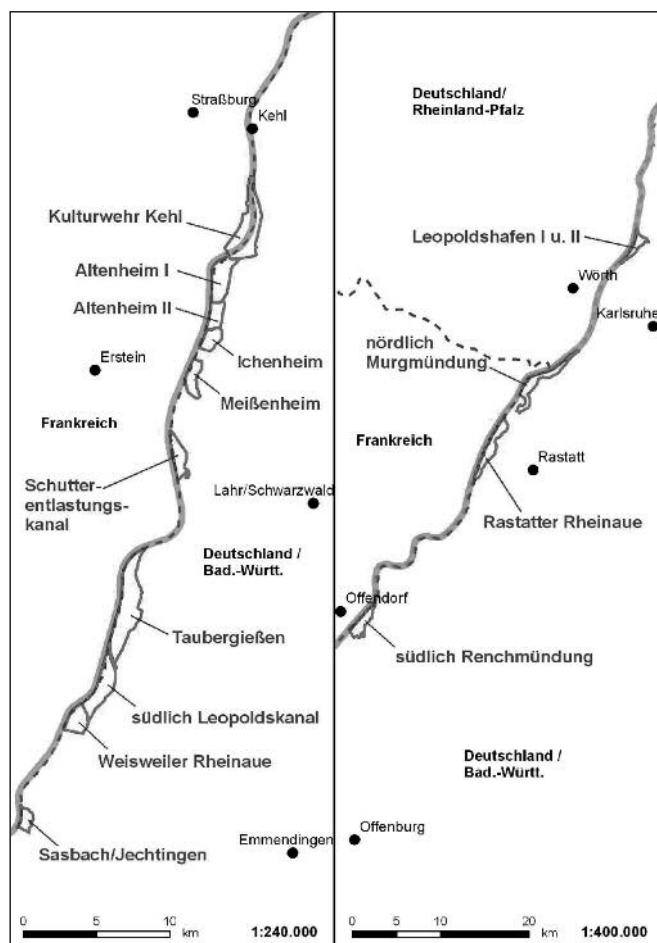 Straßburg
Kehl
Kulturwehr Kehl
Altenheim I
Altenheim II
Ichenheim
Erstein
Meißenheim
Frankreich
Schutter-
entlastungs-
kanal
Lahr/Schwarzwald
Deutschland /
Bad.-Württ.
Taubergießen
südlich Leopoldskanal
Weisweiler Rheinaue
Sasbach/Jechtingen
Emmendingen
0 5 10
km
1:240.000
Deutschland/
Rheinland-Pfalz
Leopoldshafen I u. II
Wörth
Karlsruhe
nördlich
Murgmündung
Frankreich
Rastatt
Rastatter Rheinaue
Offendorf
südlich Renchmündung
Deutschland /
Bad.-Württ.
Offenburg
0 5 10 20
km
1:400.000